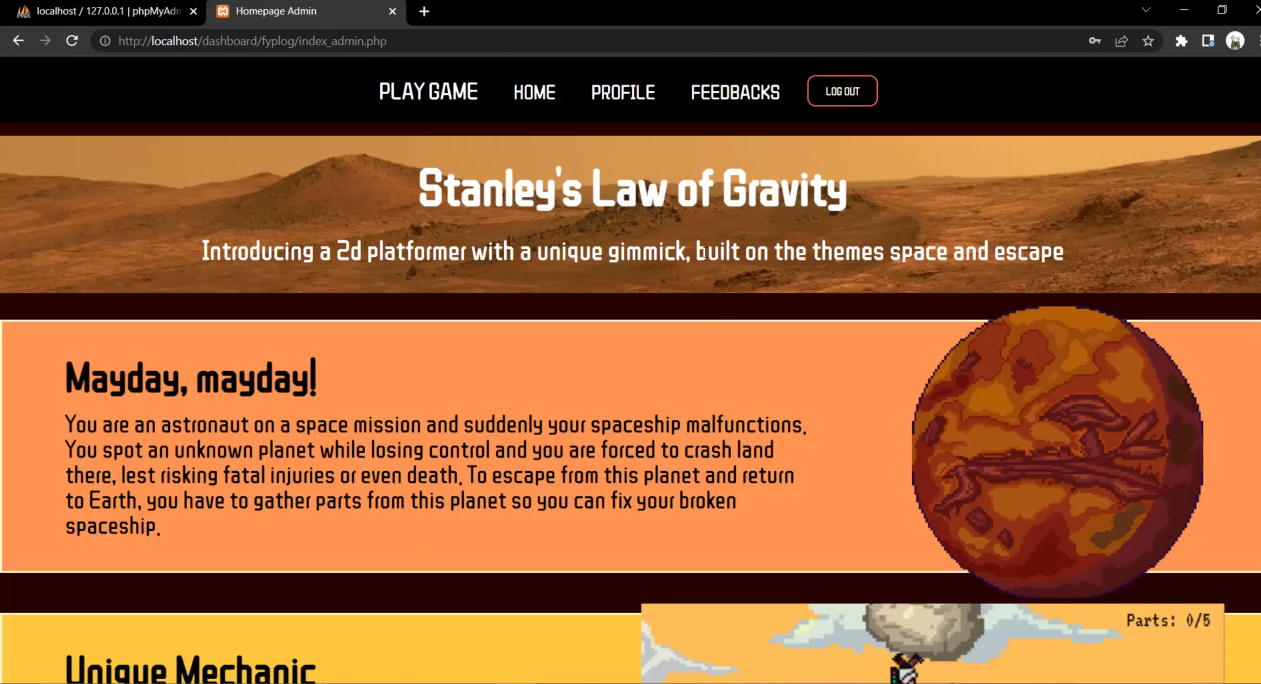 localhost / 127.0.0.1 | phpMyAdm
Homepage Admin
http://localhost/dashboard/fyplog/index_admin.php
PLAY GAME HOME PROFILE FEEDBACKS LOG OUT
Stanley's Law of Gravity
Introducing a 2d platformer with a unique gimmick, built on the themes space and escape
Mayday, mayday!
You are an astronaut on a space mission and suddenly your spaceship malfunctions.
You spot an unknown planet while losing control and you are forced to crash land
there, lest risking fatal injuries or even death. To escape from this planet and return
to Earth, you have to gather parts from this planet so you can fix your broken
spaceship.
Parts: 0/5
Unique Mechanic